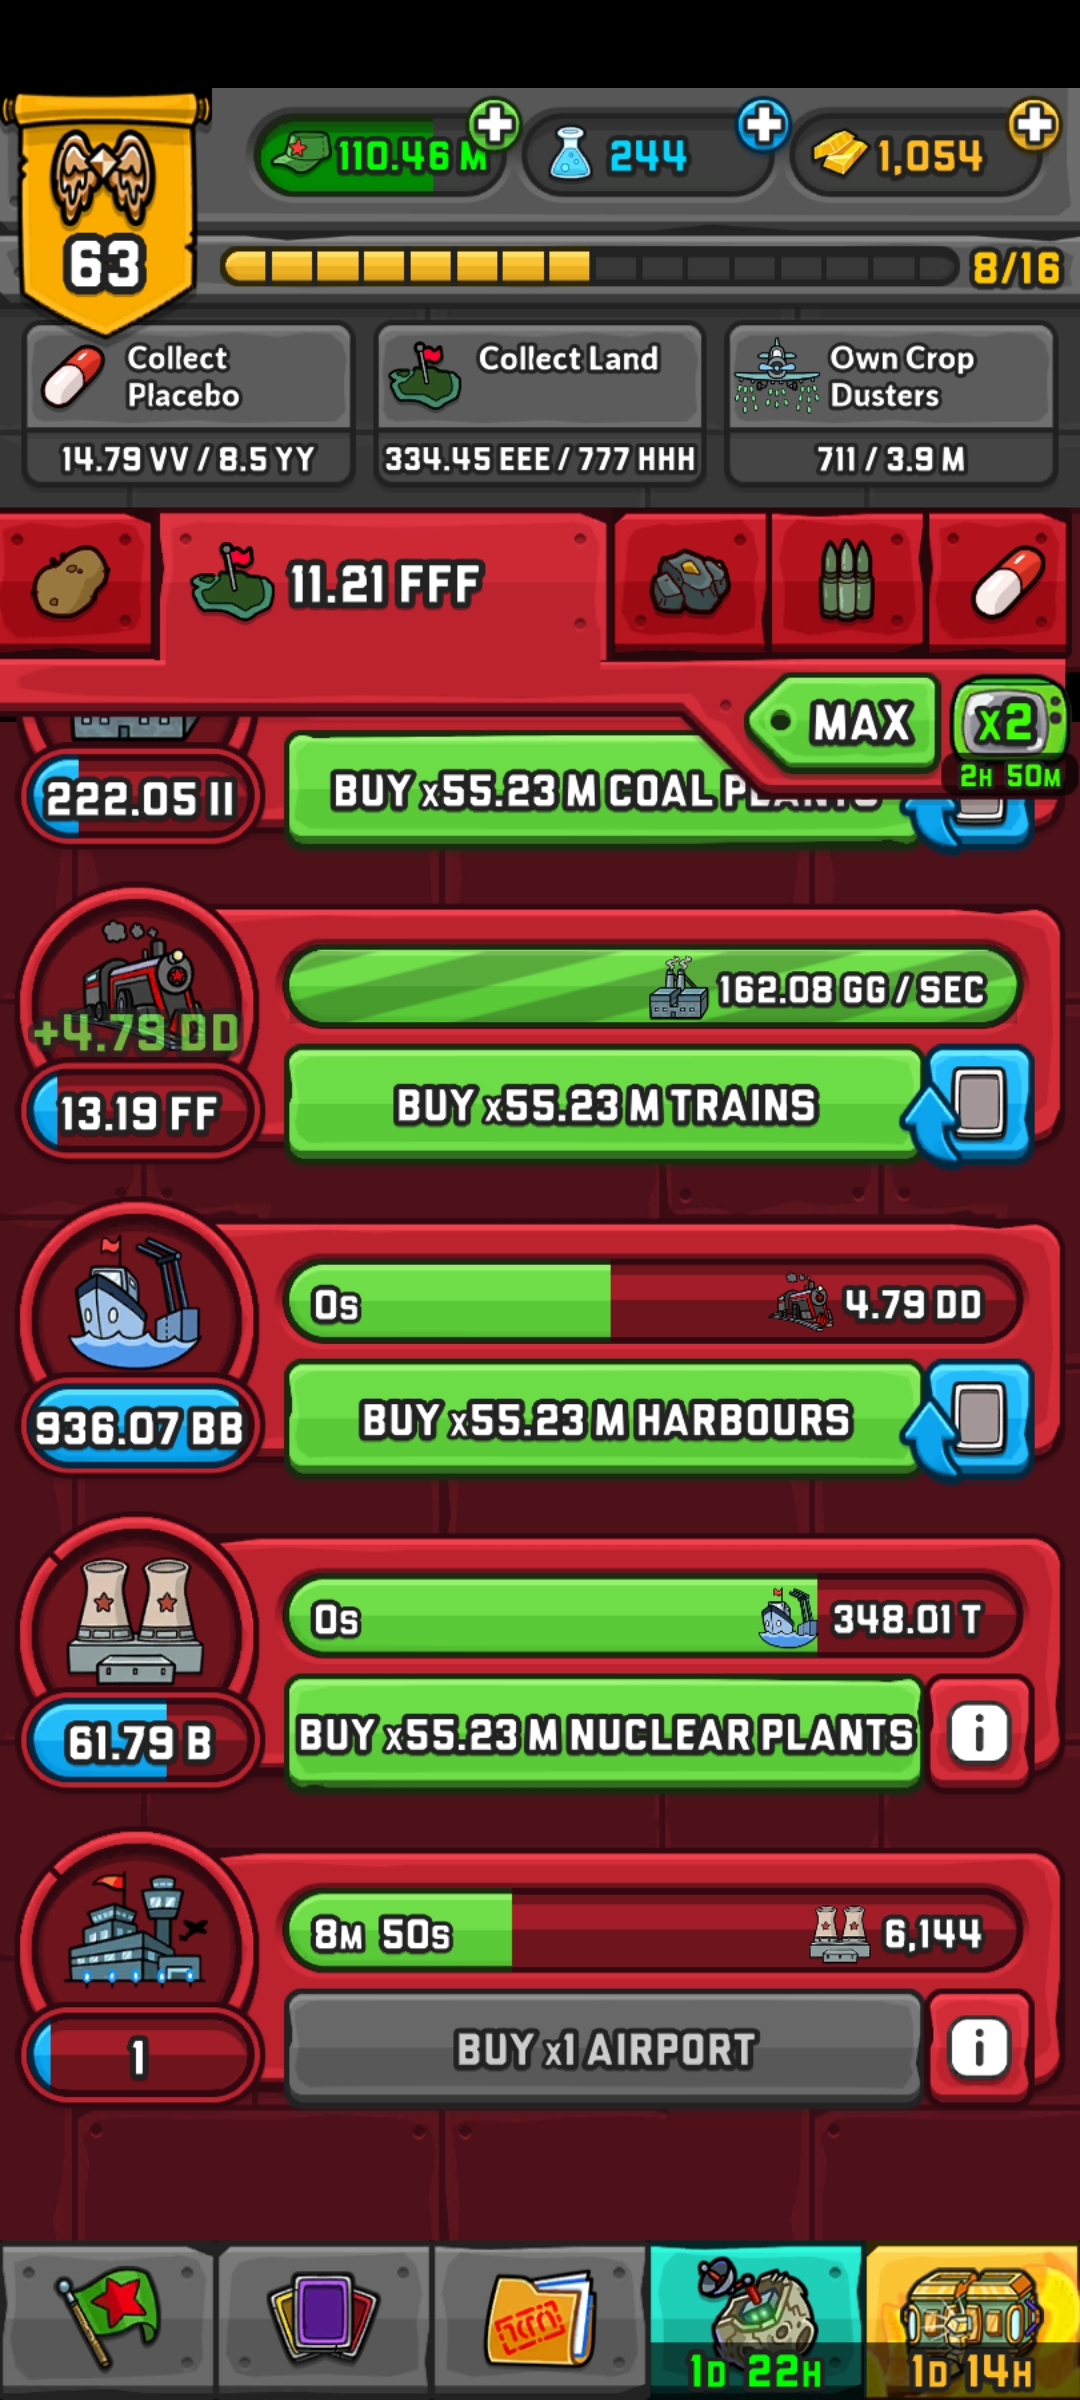 110.46 M
244
1,054
63
8/16
Collect
Placebo
14.79 VV / 8.5 YY
Collect Land
334.45 EEE / 777 HHH
Own Crop
Dusters
711 / 3.9 M
11.21 FFF
MAX
x2
2H 50M
222.05 II
BUY x55.23 M COAL PLANTS
162.08 GG / SEC
+4.79 DD
13.19 FF
BUY x55.23 M TRAINS
0s
4.79 DD
936.07 BB
BUY x55.23 M HARBOURS
0s
348.01 T
61.79 B
BUY x55.23 M NUCLEAR PLANTS
i
8M 50s
6,144
1
BUY x1 AIRPORT
i
1D 22H
1D 14H